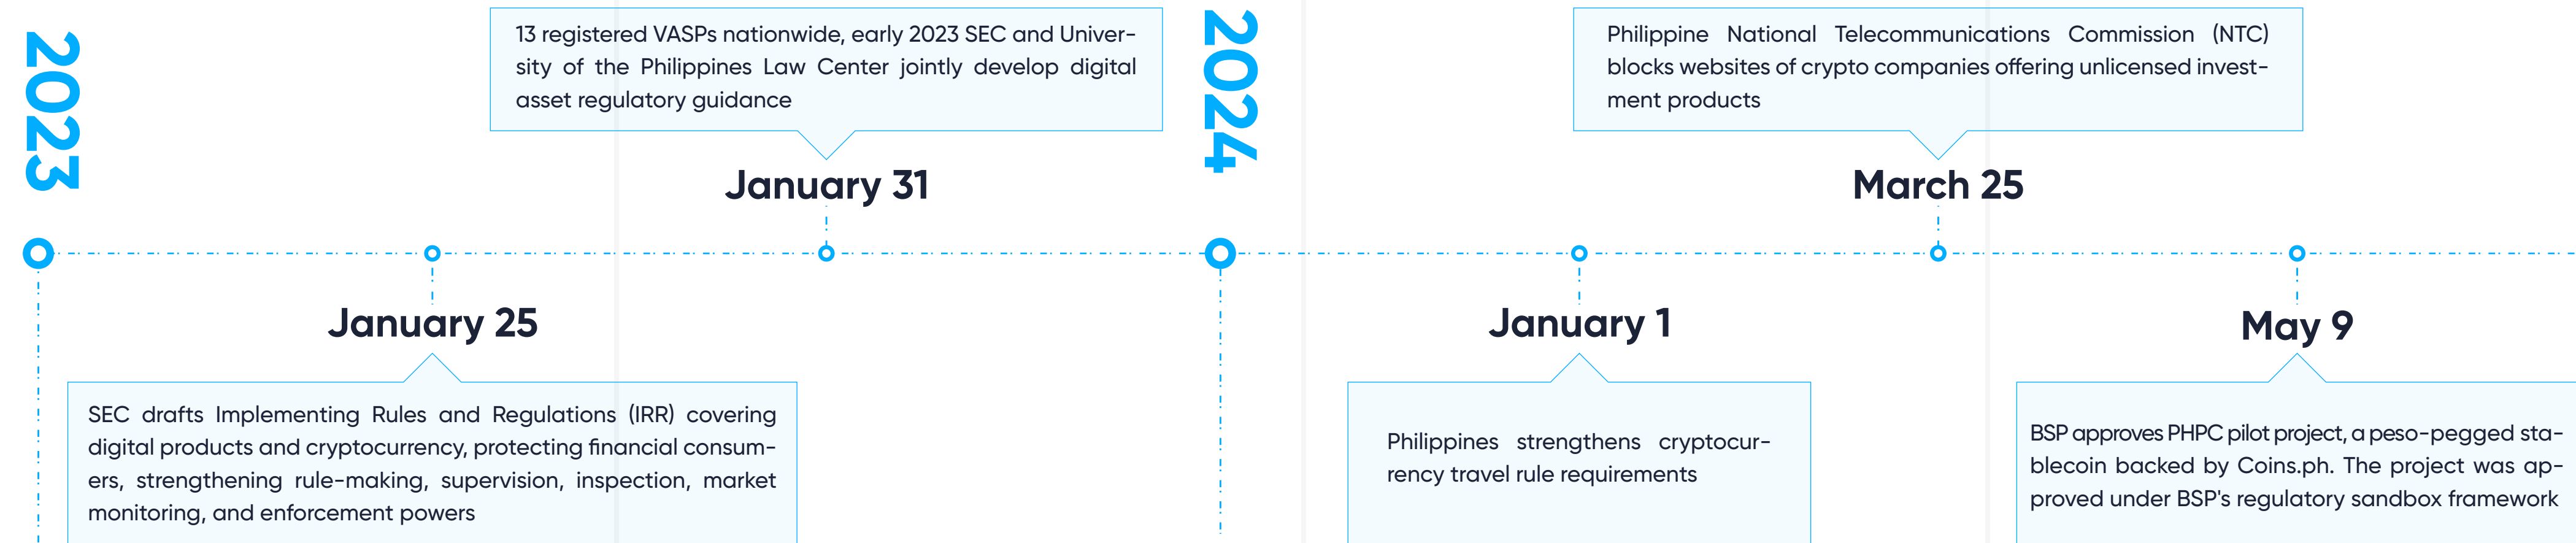 2023
13 registered VASPs nationwide, early 2023 SEC and Univer-
sity of the Philippines Law Center jointly develop digital
asset regulatory guidance
January 31
January 25
SEC drafts Implementing Rules and Regulations (IRR) covering
digital products and cryptocurrency, protecting financial consum-
ers, strengthening rule-making, supervision, inspection, market
monitoring, and enforcement powers
2024
Philippine National Telecommunications Commission (NTC)
blocks websites of crypto companies offering unlicensed invest-
ment products
March 25
January 1
Philippines strengthens cryptocur-
rency travel rule requirements
May 9
BSP approves PHPC pilot project, a peso-pegged sta-
blecoin backed by Coins.ph. The project was ap-
proved under BSP's regulatory sandbox framework